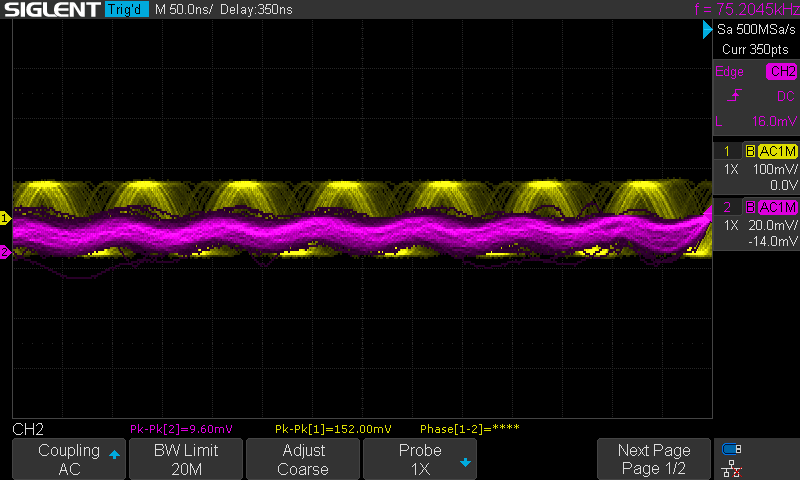 SIGLENT Trig'd M 50.0ns/ Delay:350ns f = 75.2045kHz
Sa 500MSa/s
Curr 350pts
Edge CH2
DC
L 16.0mV
1 B AC1M
1X 100mV/
0.0V
2 B AC1M
1X 20.0mV/
-14.0mV
1
2
CH2 Pk-Pk[2]=9.60mV Pk-Pk[1]=152.00mV Phase[1-2]=****
Coupling BW Limit Adjust Probe Next Page
AC 20M Coarse 1X Page 1/2